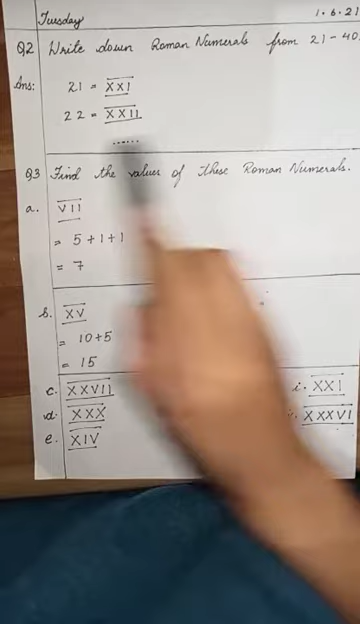 Tuesday 1.6.21
Q2 Write down Roman Numerals from 21-40.
Ans: 21 = XXI
22 = XXII
......
Q3 Find the values of these Roman Numerals.
a. VII
= 5+1+1
= 7
b. XV
= 10+5
= 15
c. XXVII
i. XXI
d. XXX
XXXVI
e. XIV